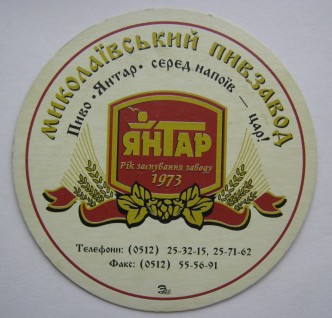 Миколаївський пивзавод
Пиво "Янтар" серед напоїв — цар!
ЯНТАР
Рік заснування заводу
1973
Телефони: (0512) 25-32-15, 25-71-62
Факс: (0512) 55-56-91